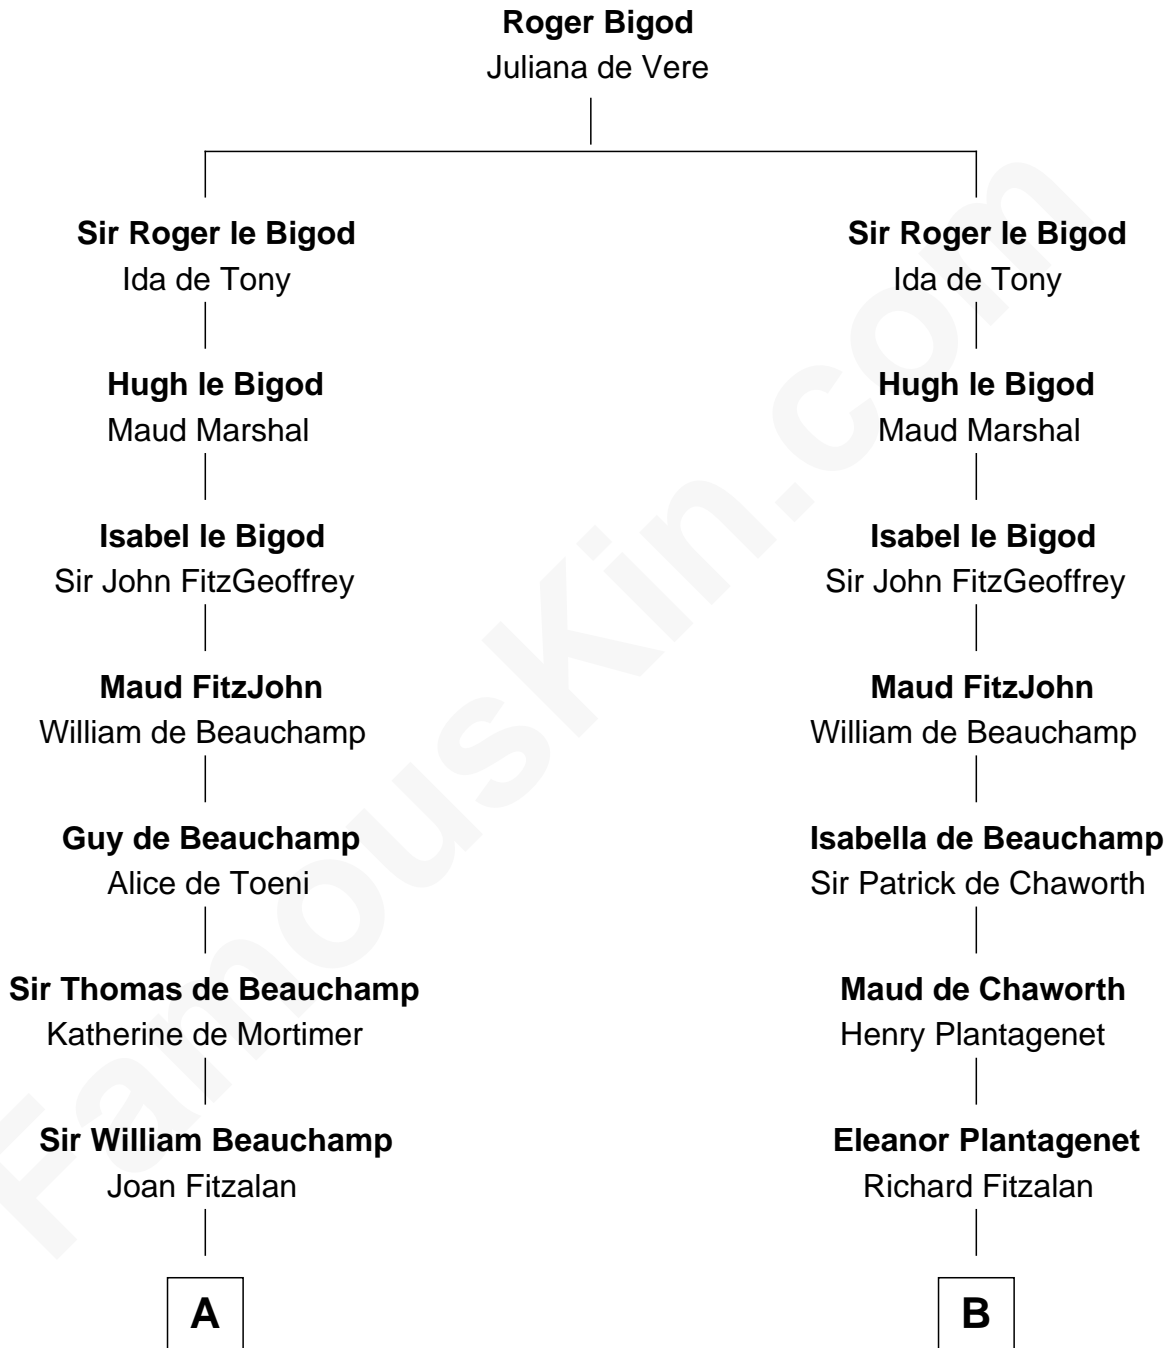 Roger Bigod
Juliana de Vere
Sir Roger le Bigod
Ida de Tony
Sir Roger le Bigod
Ida de Tony
Hugh le Bigod
Maud Marshal
Hugh le Bigod
Maud Marshal
Isabel le Bigod
Sir John FitzGeoffrey
Isabel le Bigod
Sir John FitzGeoffrey
Maud FitzJohn
William de Beauchamp
Maud FitzJohn
William de Beauchamp
Guy de Beauchamp
Alice de Toeni
Isabella de Beauchamp
Sir Patrick de Chaworth
Sir Thomas de Beauchamp
Katherine de Mortimer
Maud de Chaworth
Henry Plantagenet
Sir William Beauchamp
Joan Fitzalan
Eleanor Plantagenet
Richard Fitzalan
A
B
FamousKin.com